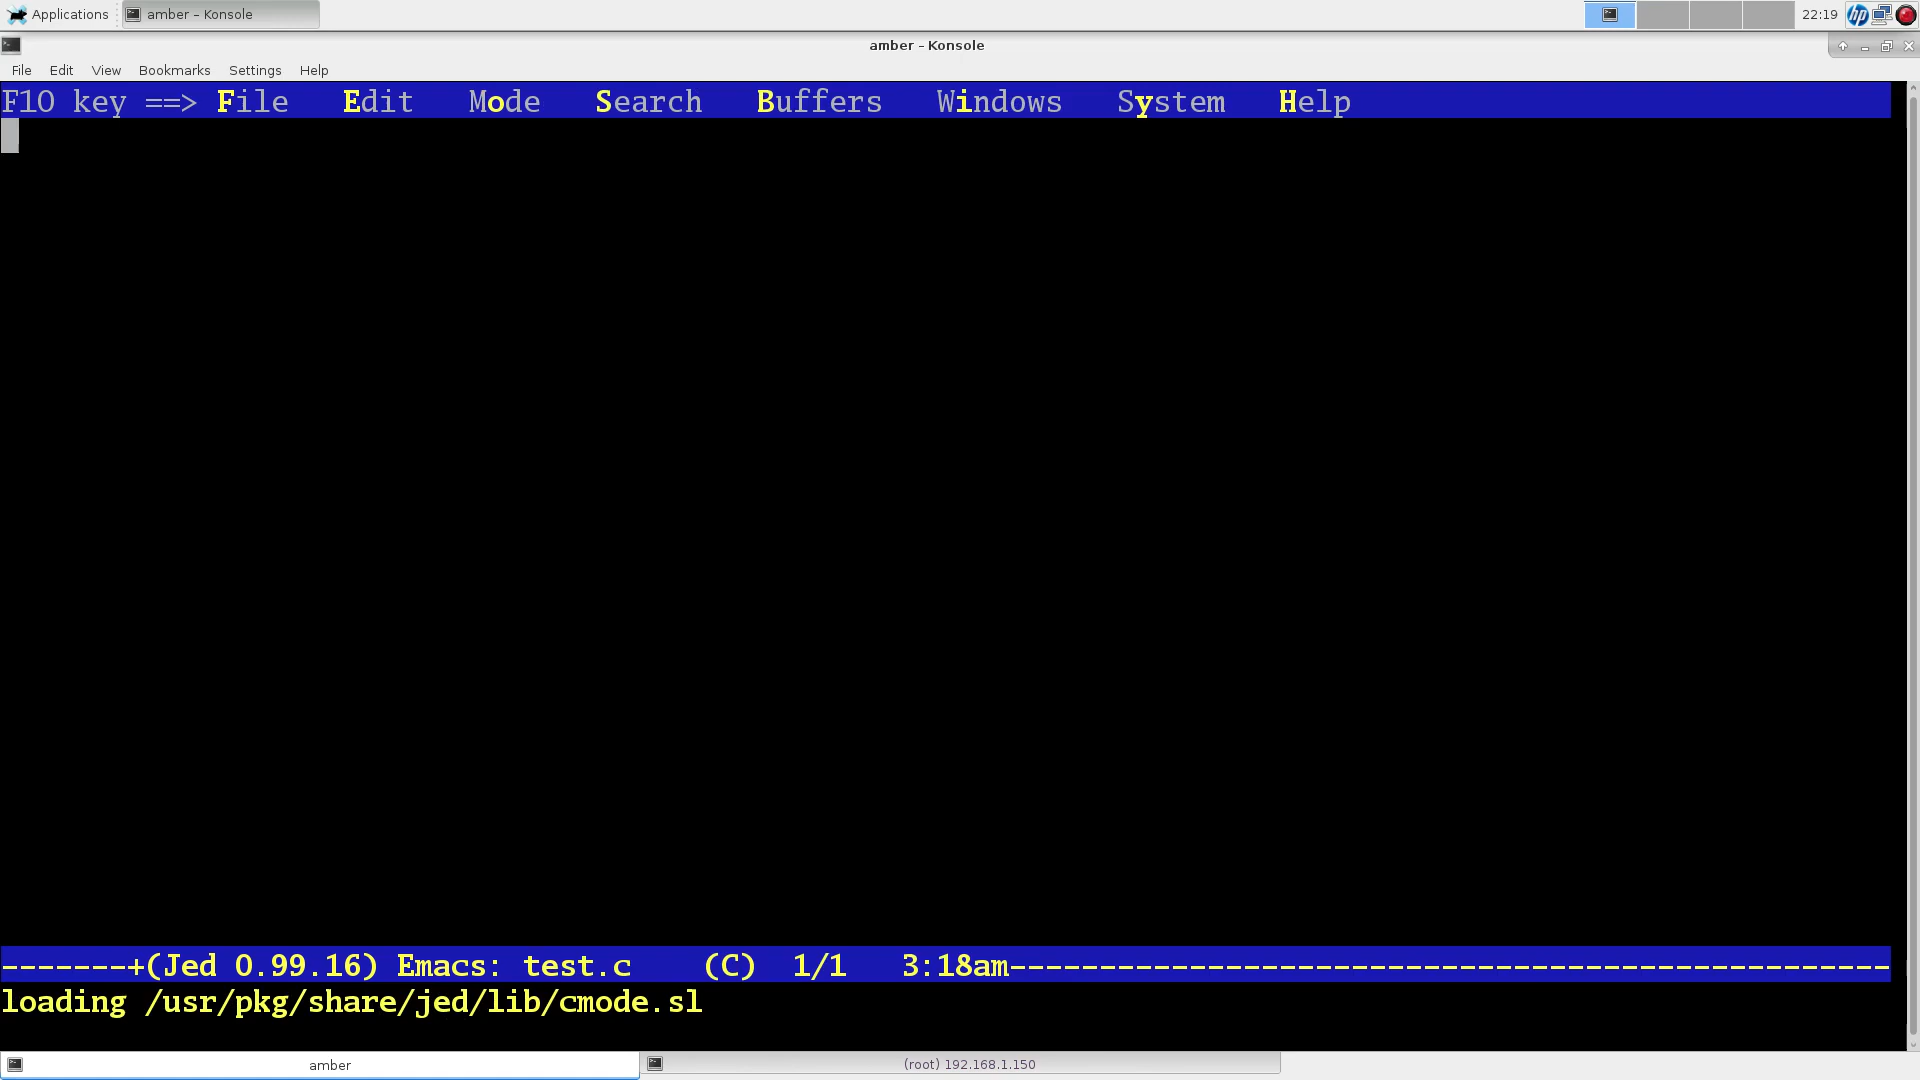 Applications amber – Konsole 22:19
amber – Konsole
File Edit View Bookmarks Settings Help
F10 key ==> File Edit Mode Search Buffers Windows System Help
-------+(Jed 0.99.16) Emacs: test.c (C) 1/1 3:18am-------------------------------------------------
loading /usr/pkg/share/jed/lib/cmode.sl
amber (root) 192.168.1.150